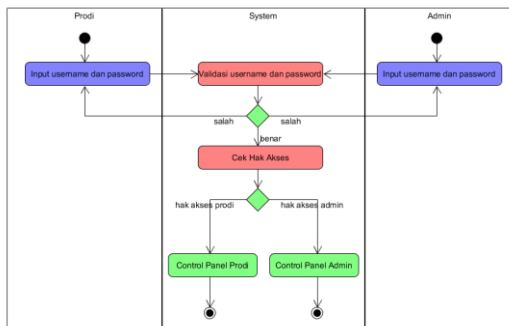 Prodi
System
Admin
Input username dan password
Validasi username dan password
Input username dan password
salah
salah
benar
Cek Hak Akses
hak akses prodi
hak akses admin
Control Panel Prodi
Control Panel Admin